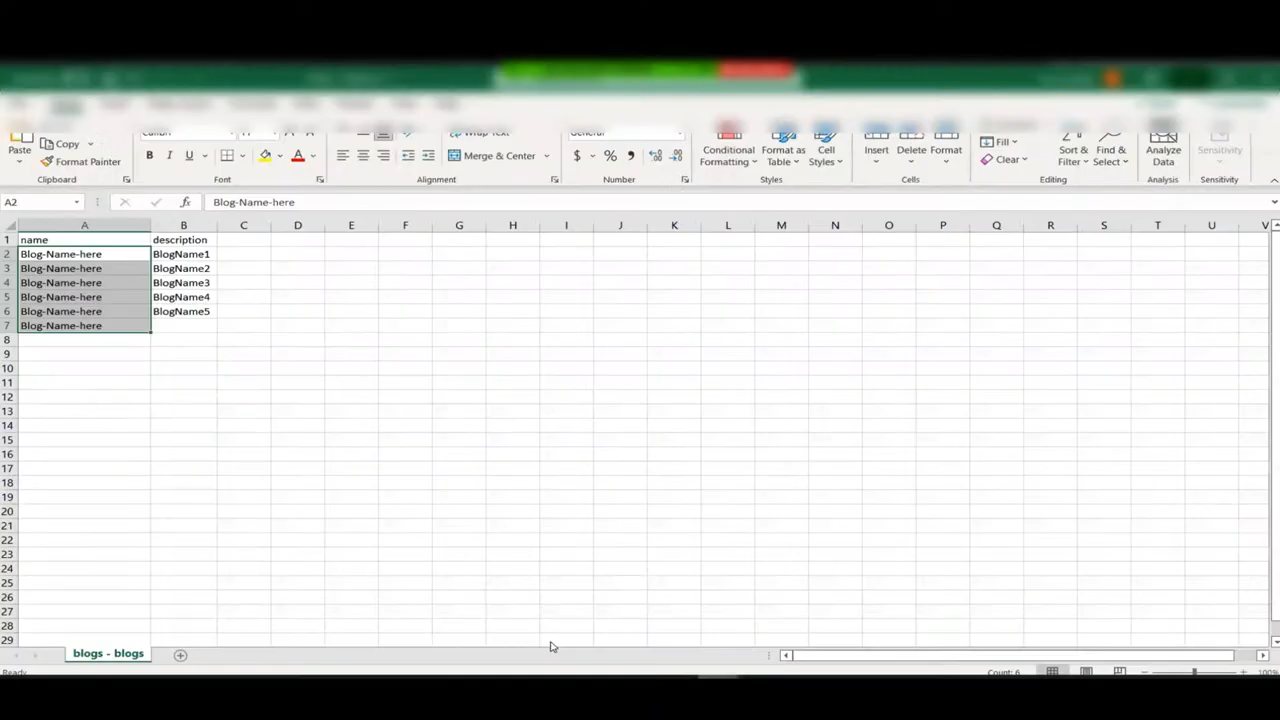 Calibri 11 Wrap Text General
Paste Copy Format Painter B I U Merge & Center $ % , Conditional Formatting Format as Table Cell Styles Insert Delete Format Fill Clear Sort & Filter Find & Select Analyze Data Sensitivity
Clipboard Font Alignment Number Styles Cells Editing Analysis Sensitivity
A2 fx Blog-Name-here
A B C D E F G H I J K L M N O P Q R S T U V
1 name description
2 Blog-Name-here BlogName1
3 Blog-Name-here BlogName2
4 Blog-Name-here BlogName3
5 Blog-Name-here BlogName4
6 Blog-Name-here BlogName5
7 Blog-Name-here
8
9
10
11
12
13
14
15
16
17
18
19
20
21
22
23
24
25
26
27
28
29
blogs - blogs
Ready Count: 6 100%